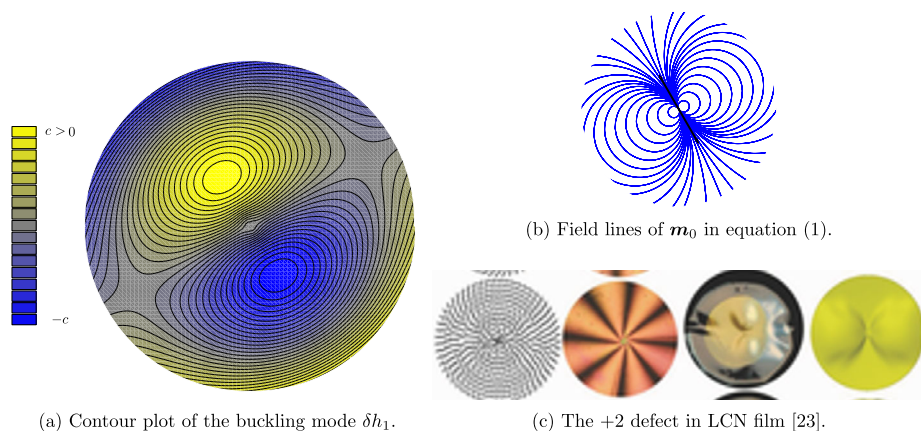 c > 0
−c
(a) Contour plot of the buckling mode δh₁.
(b) Field lines of m₀ in equation (1).
(c) The +2 defect in LCN film [23].